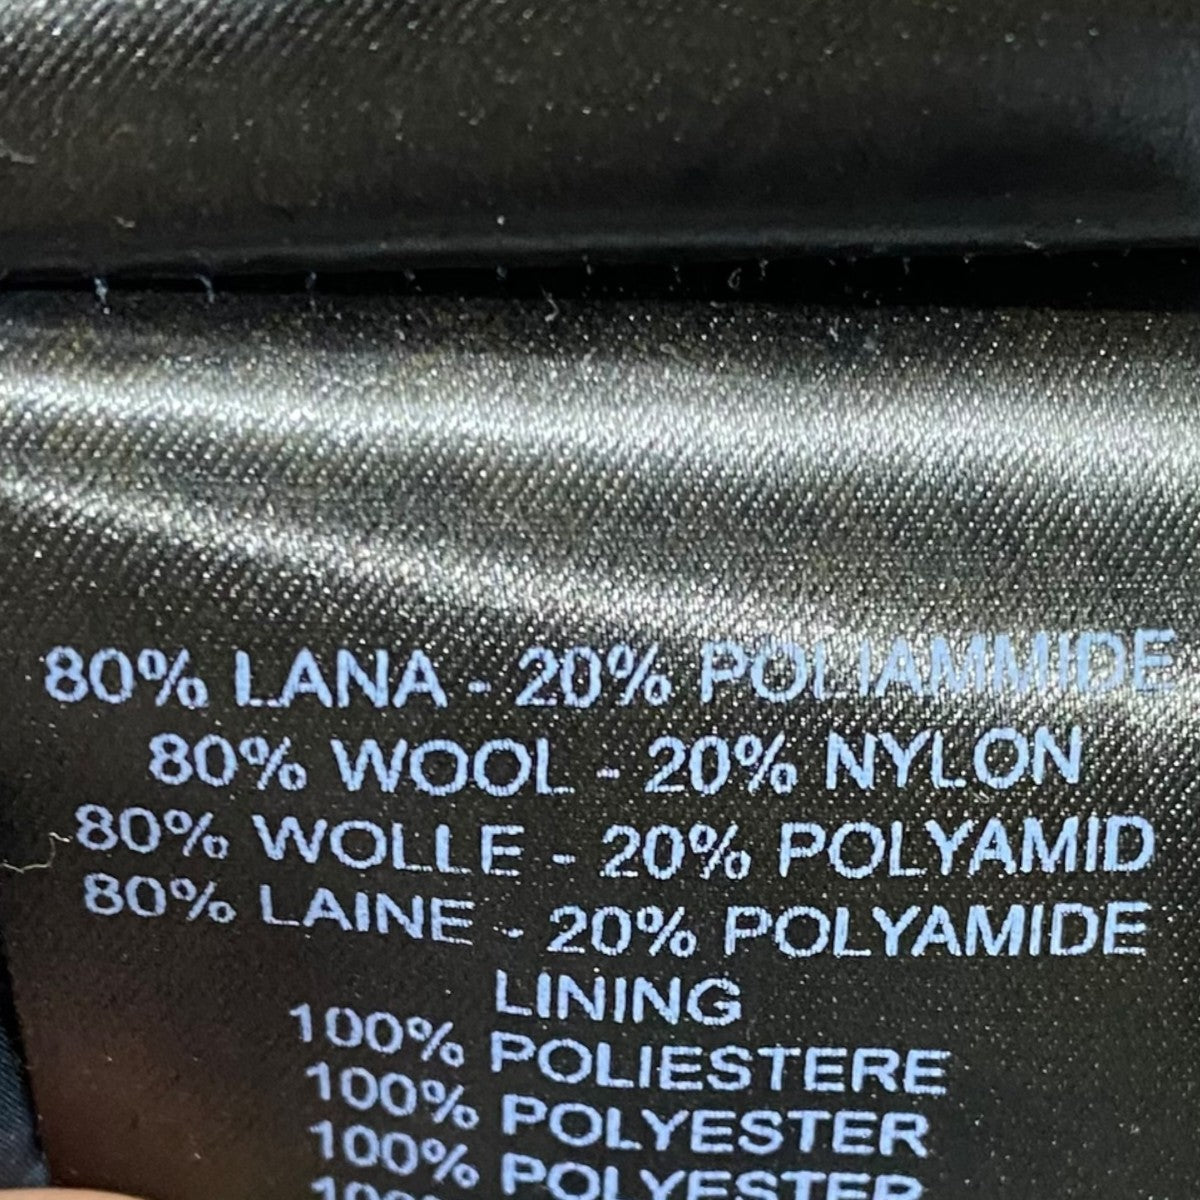 80% LANA - 20% POLIAMMIDE
80% WOOL - 20% NYLON
80% WOLLE - 20% POLYAMID
80% LAINE - 20% POLYAMIDE
LINING
100% POLIESTERE
100% POLYESTER
100% POLYESTER